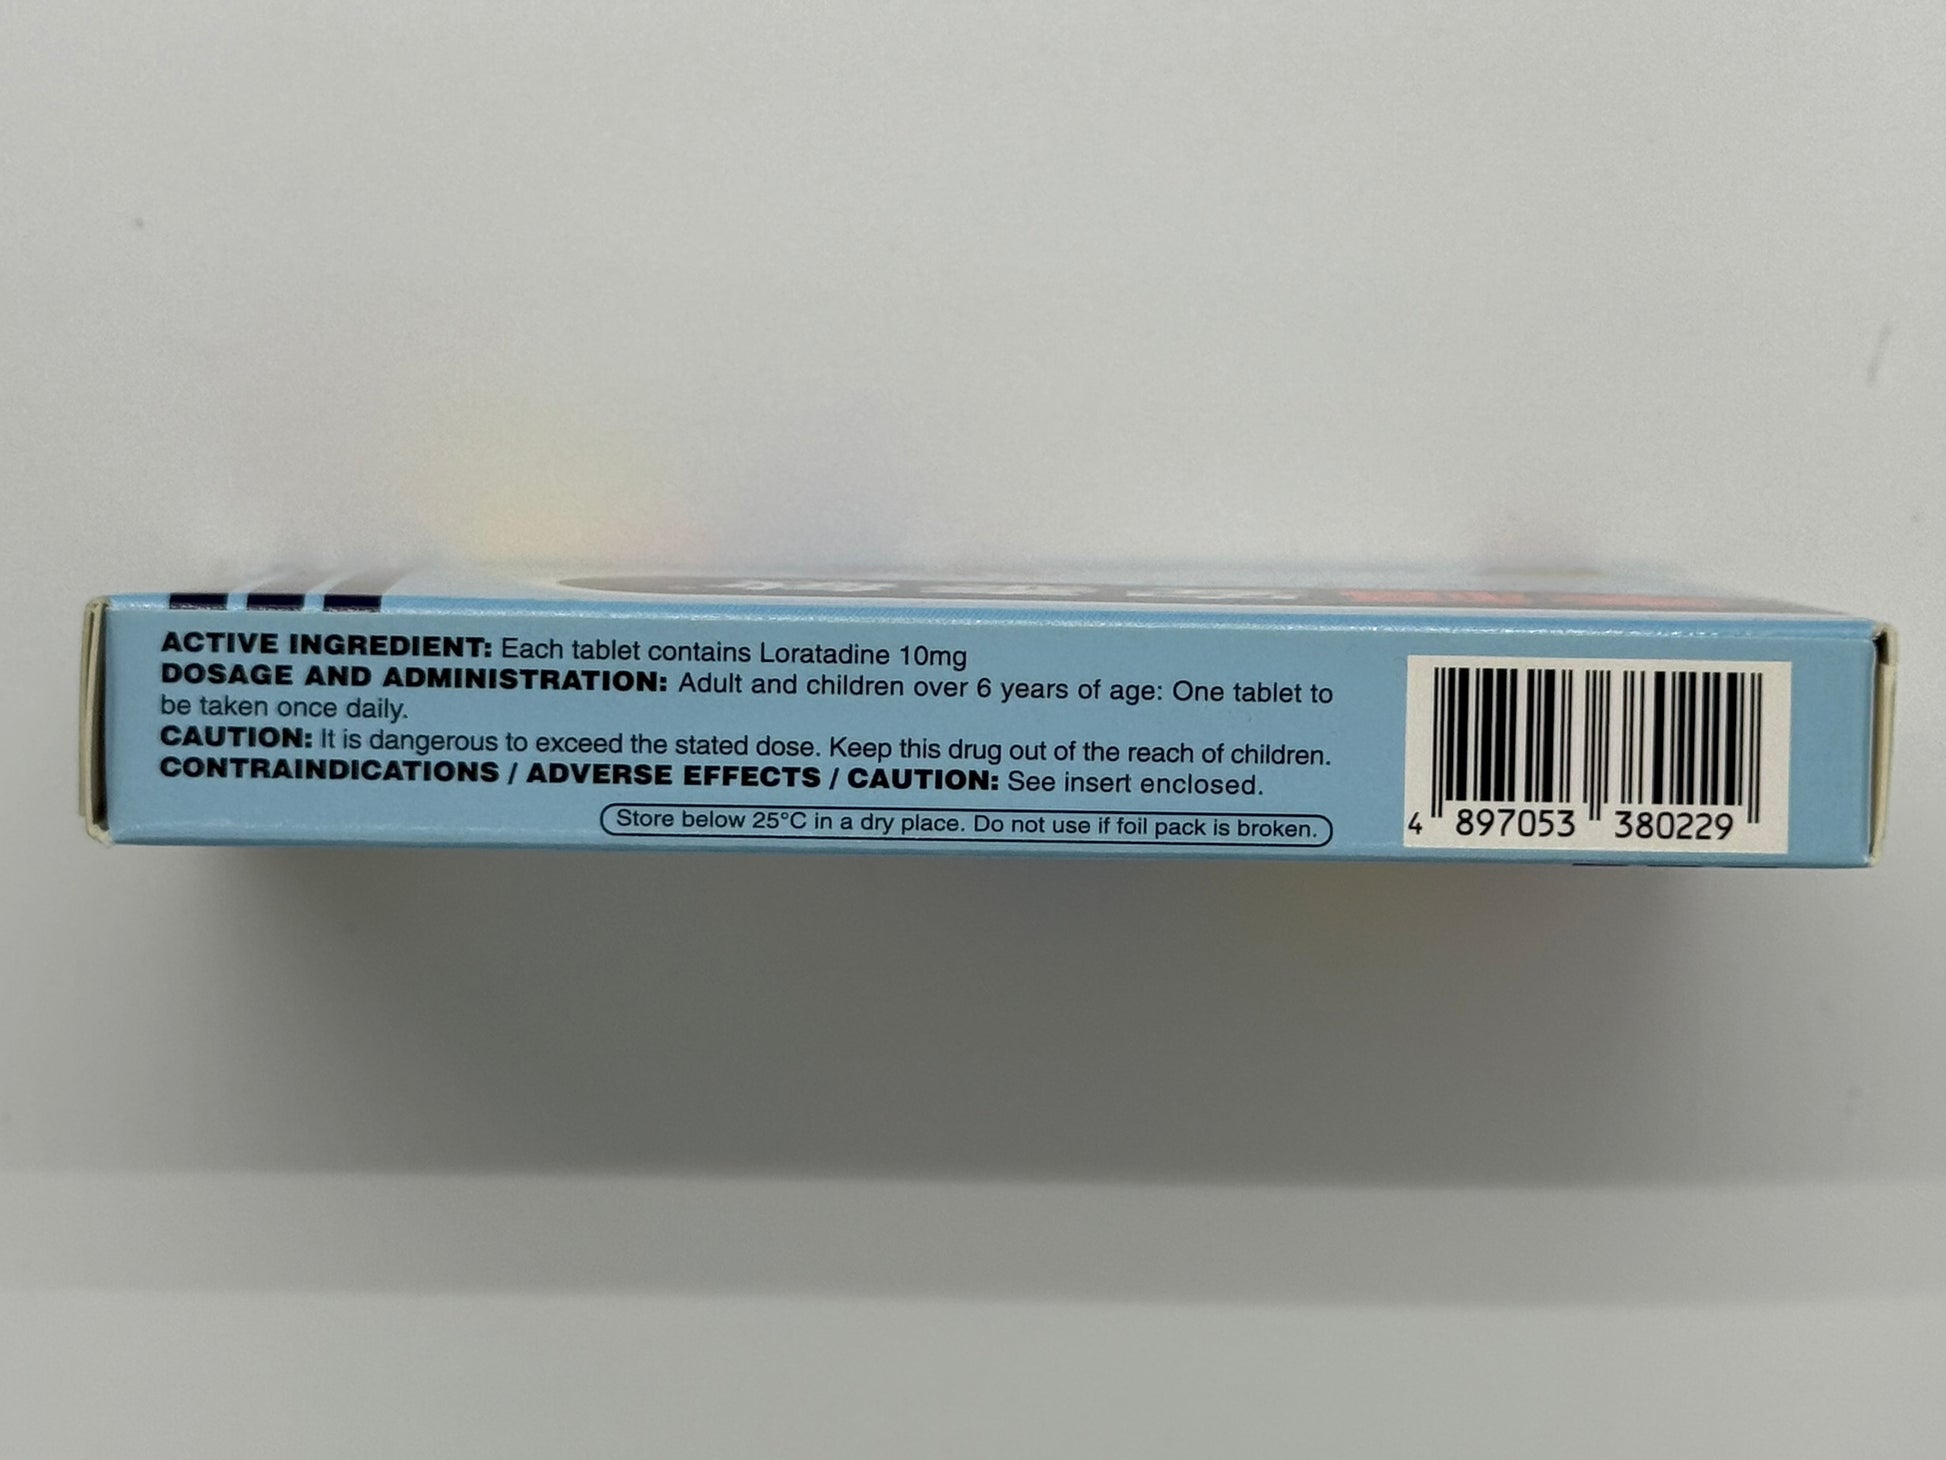 ACTIVE INGREDIENT: Each tablet contains Loratadine 10mg
DOSAGE AND ADMINISTRATION: Adult and children over 6 years of age: One tablet to
be taken once daily.
CAUTION: It is dangerous to exceed the stated dose. Keep this drug out of the reach of children.
CONTRAINDICATIONS / ADVERSE EFFECTS / CAUTION: See insert enclosed.
Store below 25°C in a dry place. Do not use if foil pack is broken.
4 897053 380229